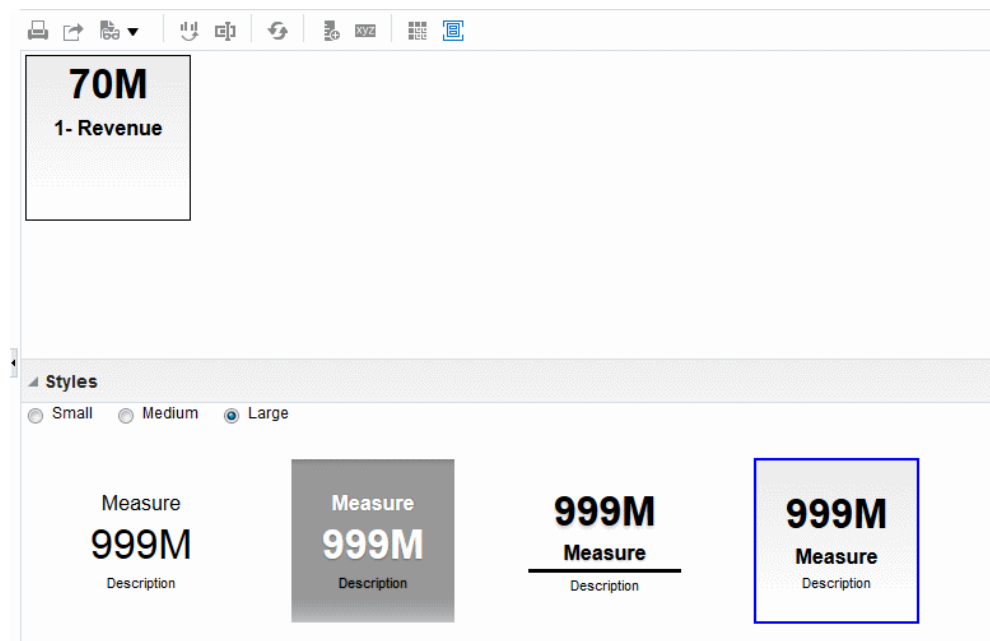 xyz
70M
1- Revenue
Styles
Small Medium Large
Measure
999M
Description
Measure
999M
Description
999M
Measure
Description
999M
Measure
Description